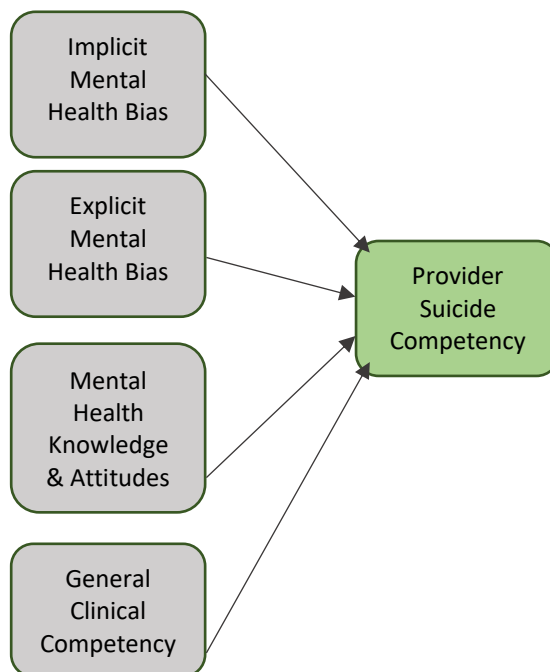 Implicit
Mental
Health Bias
Explicit
Mental
Health Bias
Provider
Suicide
Competency
Mental
Health
Knowledge
& Attitudes
General
Clinical
Competency